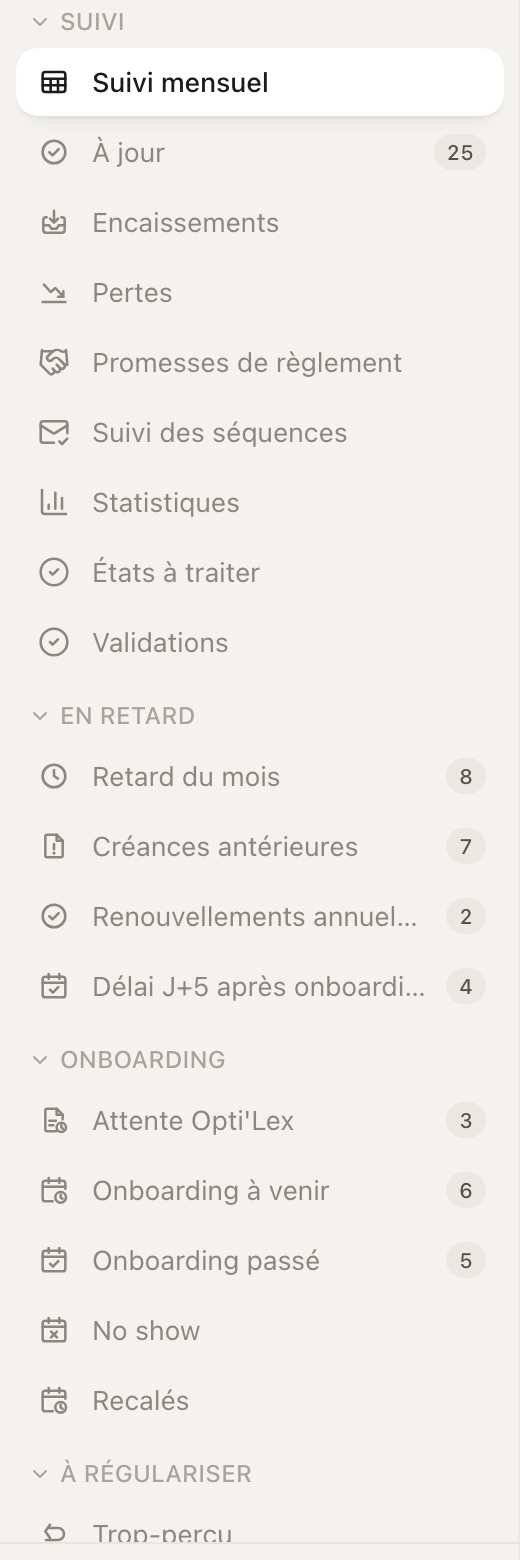 SUIVI
Suivi mensuel
À jour 25
Encaissements
Pertes
Promesses de règlement
Suivi des séquences
Statistiques
États à traiter
Validations
EN RETARD
Retard du mois 8
Créances antérieures 7
Renouvellements annuel... 2
Délai J+5 après onboardi... 4
ONBOARDING
Attente Opti'Lex 3
Onboarding à venir 6
Onboarding passé 5
No show
Recalés
À RÉGULARISER
Trop-perçu